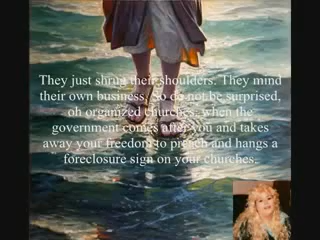 They just shrug their shoulders. They mind
their own business. So do not be surprised,
oh organized churches, when the
government comes after you and takes
away your freedom to preach and hangs a
foreclosure sign on your churches.